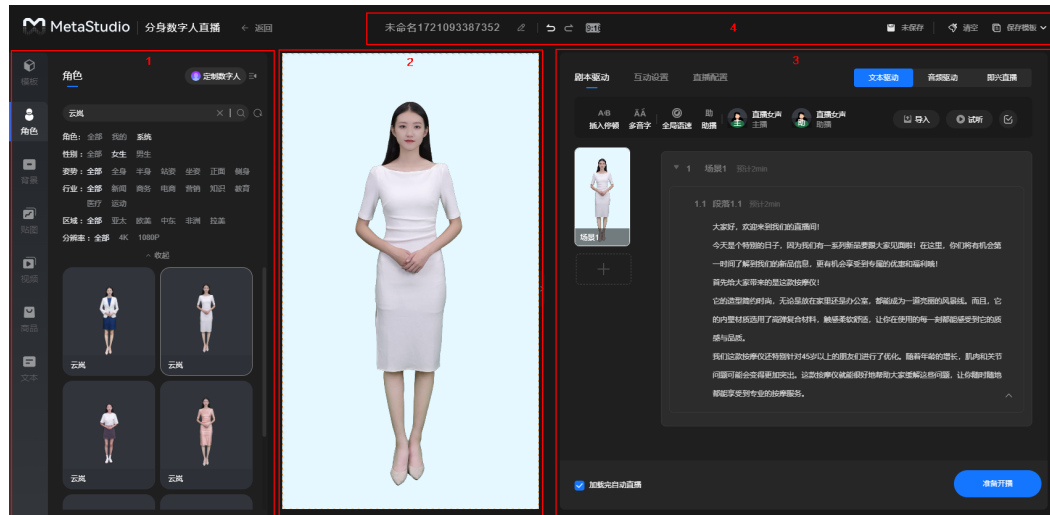 MetaStudio 分身数字人直播 ← 返回
未命名1721093387352
4
未保存 清空 保存模板
1
2
3
模板
角色
背景
贴图
视频
商品
文本
角色 定制数字人
云岚
角色: 全部 我的 系统
性别: 全部 女生 男生
姿势: 全部 全身 半身 站姿 坐姿 正面 侧身
行业: 全部 新闻 商务 电商 营销 知识 教育
医疗 运动
区域: 全部 亚太 欧美 中东 非洲 拉美
分辨率: 全部 4K 1080P
收起
云岚 云岚
云岚 云岚
剧本驱动 互动设置 直播配置
文本驱动 音频驱动 即兴直播
插入停顿 多音字 全局语速 助播
直播女声
主播
直播女声
助播
导入 试听
场景1
1 场景1 预计2min
1.1 段落1.1 预计2min
大家好，欢迎来到我们的直播间!
今天是个特别的日子，因为我们有一系列新品要跟大家见面啦! 在这里，你们将有机会第
一时间了解到我们的新品信息，更有机会享受到专属的优惠和福利哦!
首先给大家带来的是这款按摩仪!
它的造型简约时尚，无论是放在家里还是办公室，都能成为一道亮丽的风景线。而且，它
的内壁材质选用了高弹复合材料，触感柔软舒适，让你在使用的每一刻都能感受到它的质
感与品质。
我们这款按摩仪还特别针对45岁以上的朋友们进行了优化。随着年龄的增长，肌肉和关节
问题可能会变得更加突出。这款按摩仪就能很好地帮助大家缓解这些问题，让你随时随地
都能享受到专业的按摩服务。
加载完自动直播
准备开播